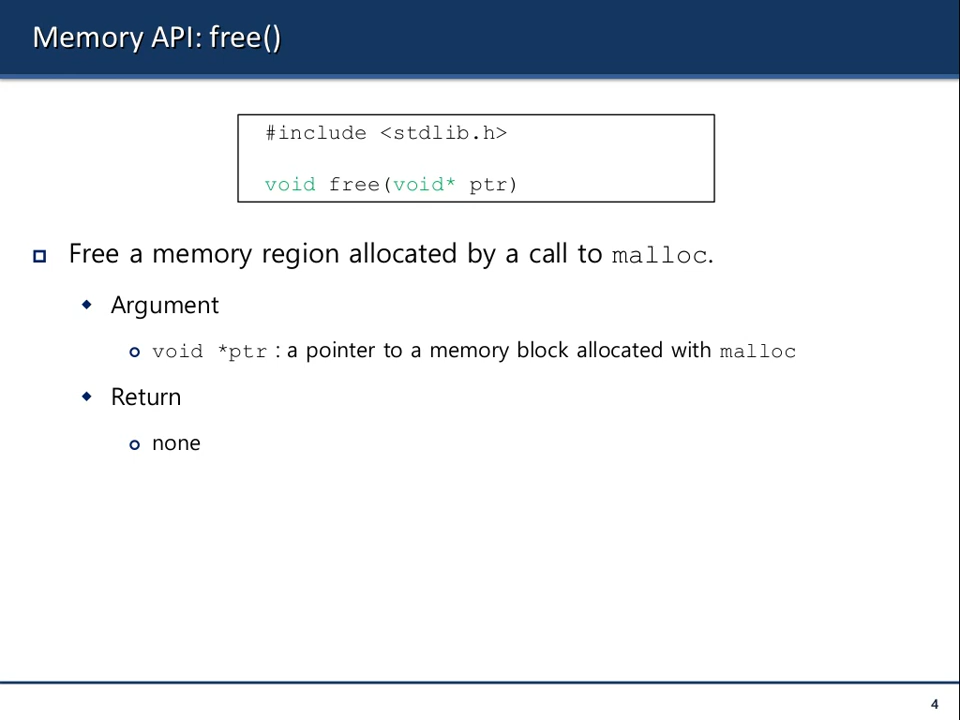 Memory API: free()
#include <stdlib.h>
void free(void* ptr)
Free a memory region allocated by a call to malloc.
Argument
void *ptr : a pointer to a memory block allocated with malloc
Return
none
4